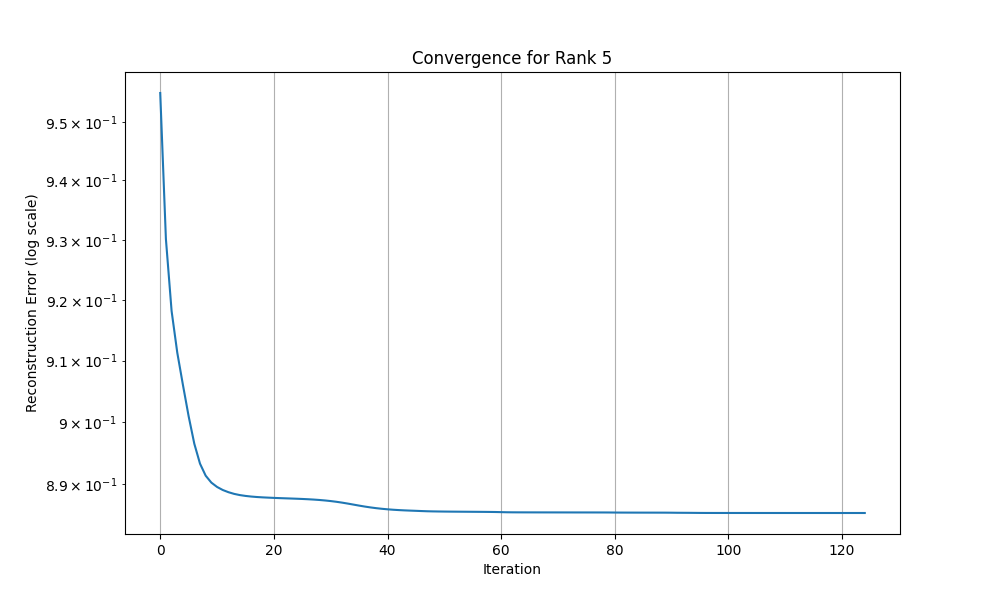 Convergence for Rank 5
Reconstruction Error (log scale)
9.5 × 10⁻¹
9.4 × 10⁻¹
9.3 × 10⁻¹
9.2 × 10⁻¹
9.1 × 10⁻¹
9 × 10⁻¹
8.9 × 10⁻¹
0 20 40 60 80 100 120
Iteration